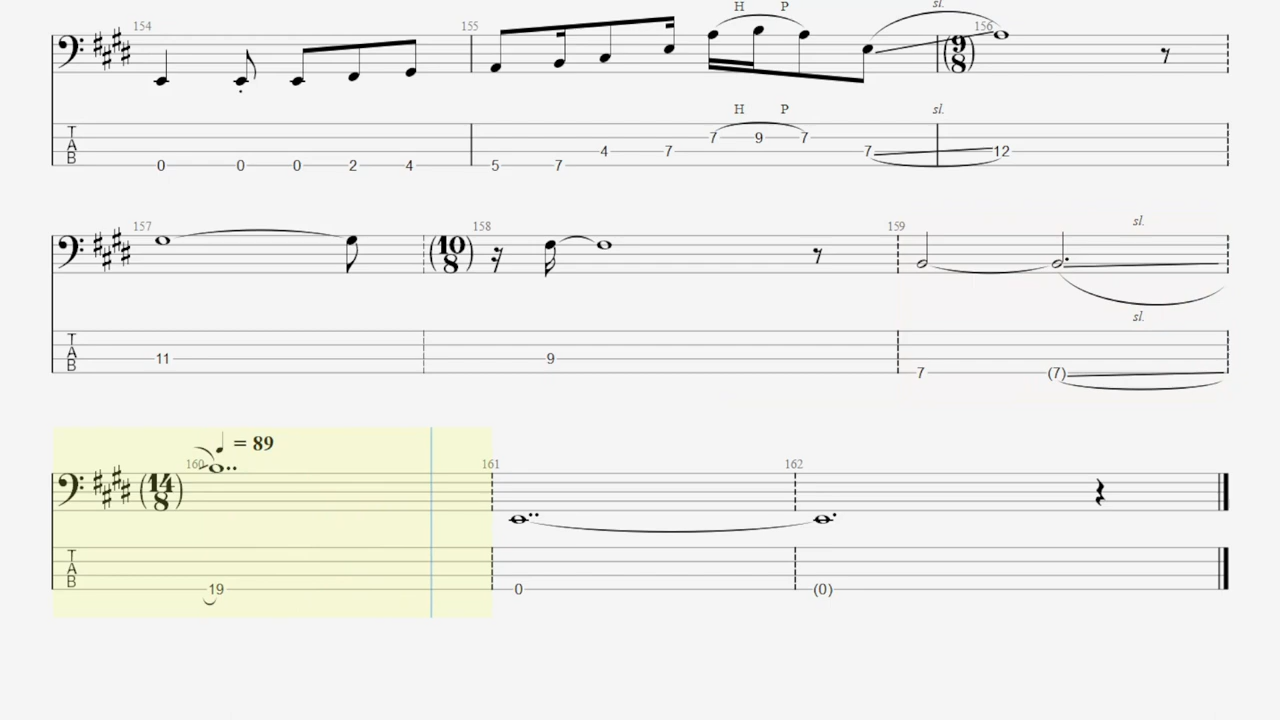 H P sl.
154 155 156
9
8
H P sl.
T
A
B
0 0 0 2 4 5 7 4 7 7 9 7 7 12
157 158 159 sl.
10
8
sl.
T
A
B
11 9 7 (7)
= 89
160 161 162
14
8
T
A
B
19 0 (0)